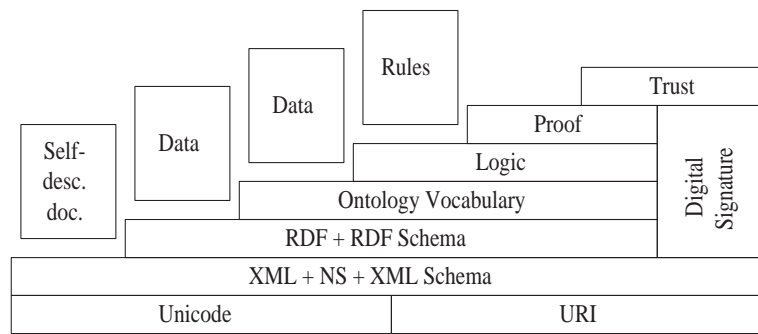 Rules
Data
Trust
Data
Proof
Self-
desc.
doc.
Logic
Digital
Signature
Ontology Vocabulary
RDF + RDF Schema
XML + NS + XML Schema
Unicode
URI